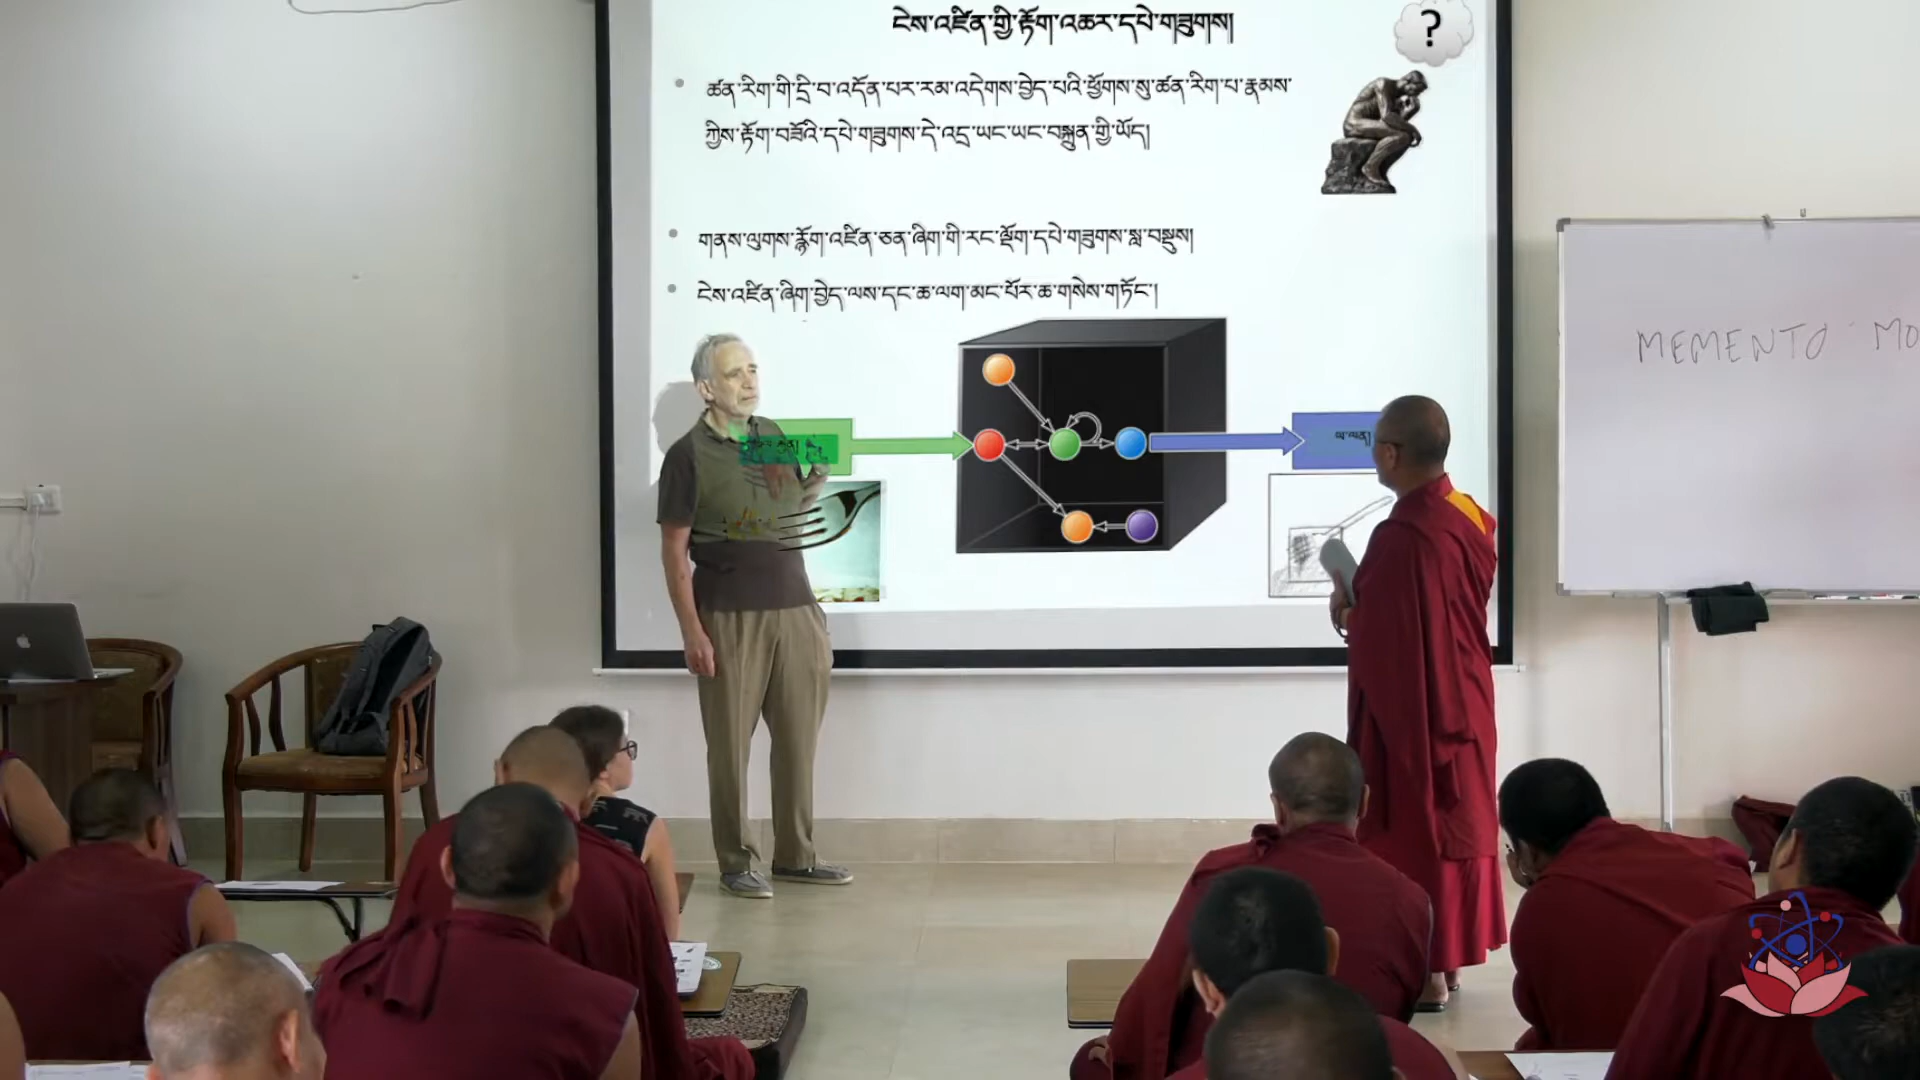 ངེས་འཛིན་གྱི་རྟོག་འཆར་དཔེ་གཟུགས།
?
ཚན་རིག་གི་དྲི་བ་འདོན་པར་རམ་འདེགས་བྱེད་པའི་ཕྱོགས་སུ་ཚན་རིག་པ་རྣམས་
ཀྱིས་རྟོག་བཟོའི་དཔེ་གཟུགས་དེ་འདྲ་ཡང་ཡང་བསྐྲུན་གྱི་ཡོད།
གནས་ལུགས་རྙོག་འཛིན་ཅན་ཞིག་གི་རང་ལྡོག་དཔེ་གཟུགས་སླ་བསྡུས།
ངེས་འཛིན་ཞིག་བྱེད་ལས་དང་ཆ་ལག་མང་པོར་ཆ་གསེས་གཏོང་།
ཡ་ལན།
MEMENTO MO